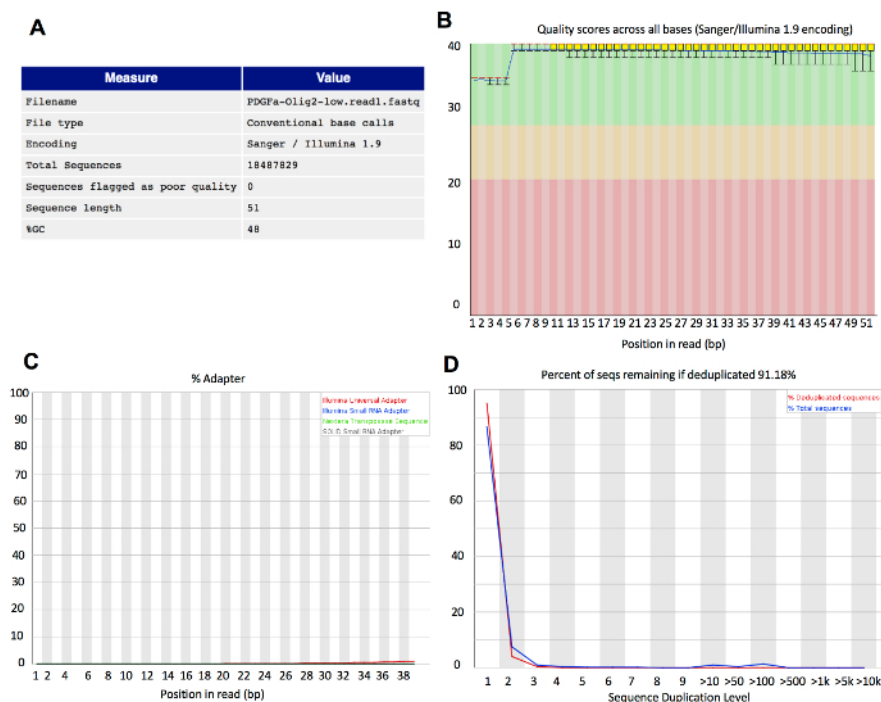 A
Measure Value
Filename PDGFa-Olig2-low.read1.fastq
File type Conventional base calls
Encoding Sanger / Illumina 1.9
Total Sequences 18487829
Sequences flagged as poor quality 0
Sequence length 51
%GC 48
B
Quality scores across all bases (Sanger/Illumina 1.9 encoding)
40
30
20
10
0
1 2 3 4 5 6 7 8 9 11 13 15 17 19 21 23 25 27 29 31 33 35 37 39 41 43 45 47 49 51
Position in read (bp)
C
% Adapter
100
90
80
70
60
50
40
30
20
10
0
Illumina Universal Adapter
Illumina Small RNA Adapter
Nextera Transposase Sequence
SOLID Small RNA Adapter
1 2 4 6 8 10 12 14 16 18 20 22 24 26 28 30 32 34 36 38
Position in read (bp)
D
Percent of seqs remaining if deduplicated 91.18%
100
80
60
40
20
0
% Deduplicated sequences
% Total sequences
1 2 3 4 5 6 7 8 9 >10 >50 >100 >500 >1k >5k >10k
Sequence Duplication Level